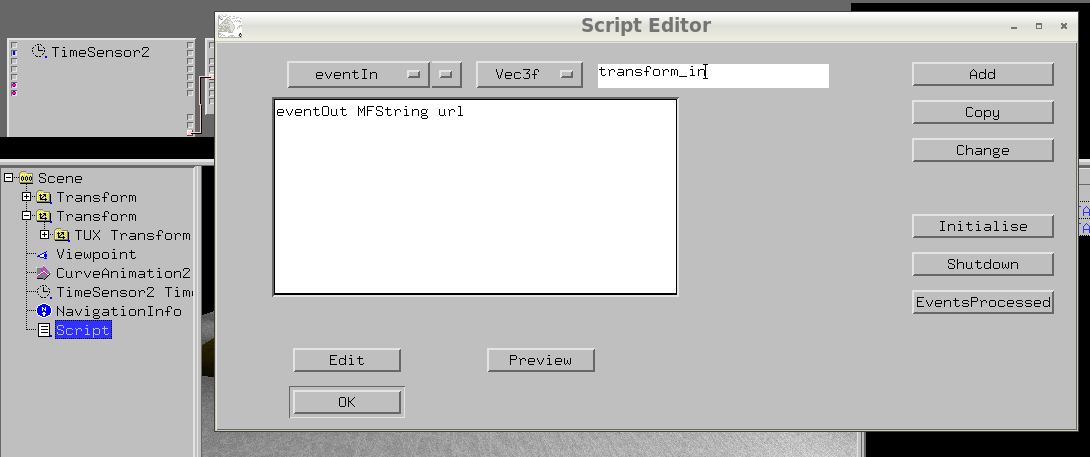 Script Editor
TimeSensor2
eventIn
Vec3f
transform_in
Add
eventOut MFString url
Copy
Change
Initialise
Shutdown
EventsProcessed
Edit
Preview
OK
Scene
Transform
Transform
TUX Transform
Viewpoint
CurveAnimation2
TimeSensor2
NavigationInfo
Script